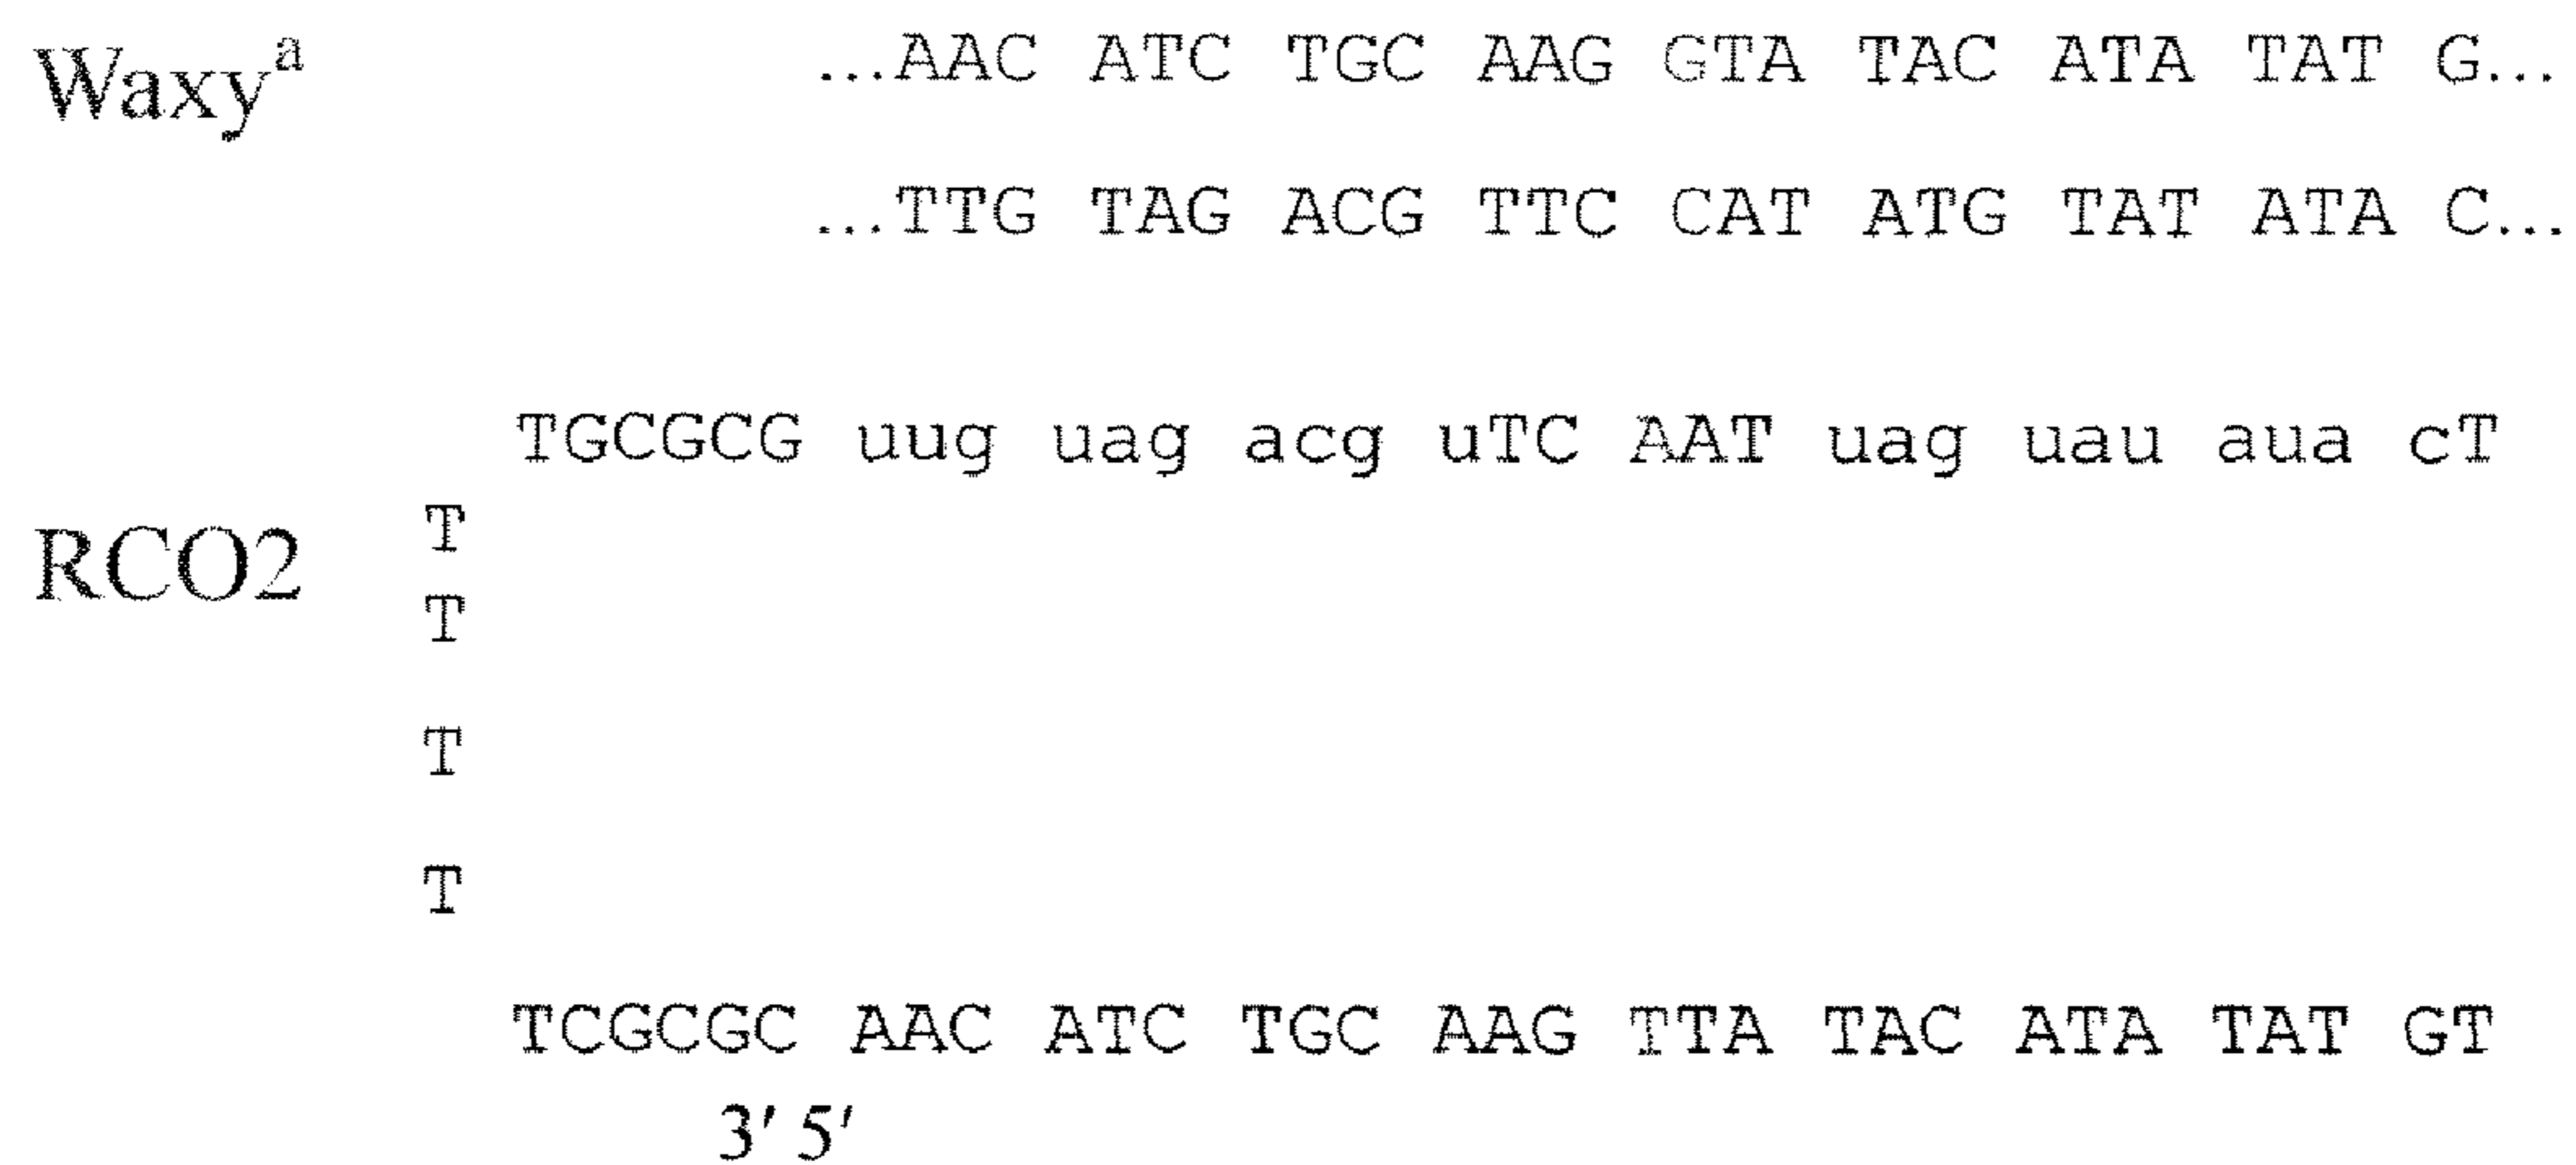 Waxyᵃ ...AAC ATC TGC AAG GTA TAC ATA TAT G...
...TTG TAG ACG TTC CAT ATG TAT ATA C...
TGCGCG uug uag acg uTC AAT uag uau aua cT
T
RCO2
T
T
T
TCGCGC AAC ATC TGC AAG TTA TAC ATA TAT GT
3′ 5′